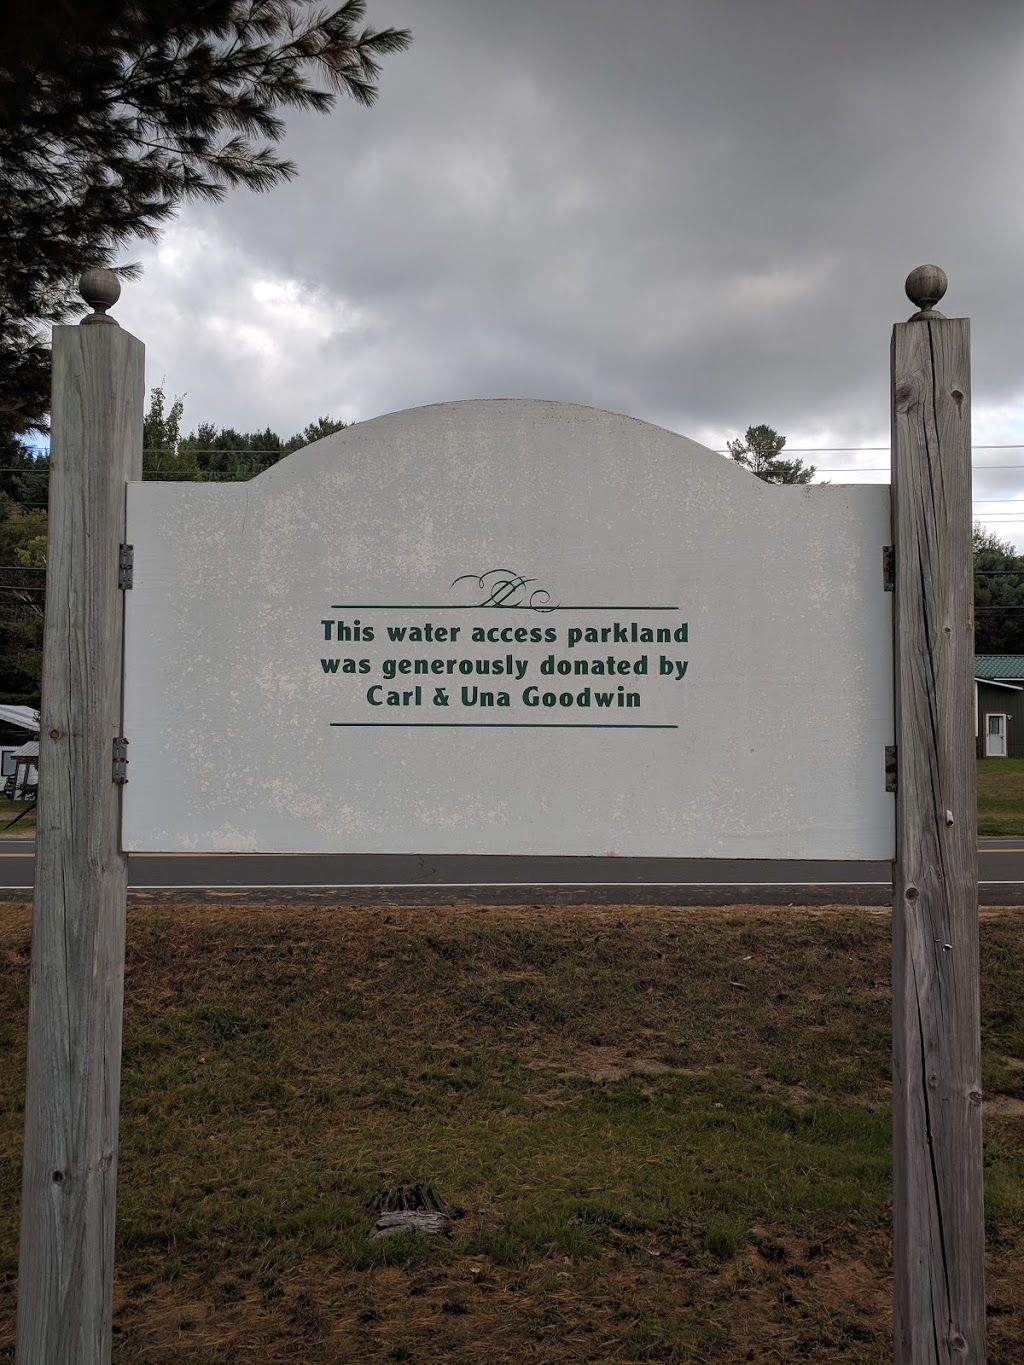 This water access parkland
was generously donated by
Carl & Una Goodwin